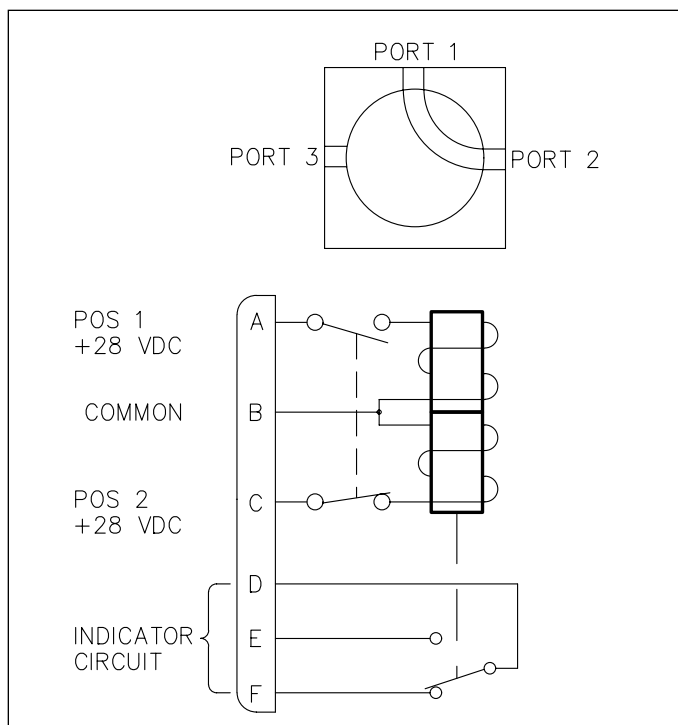 PORT 1
PORT 3
PORT 2
POS 1
+28 VDC
A
COMMON
B
POS 2
+28 VDC
C
D
INDICATOR
CIRCUIT
E
F